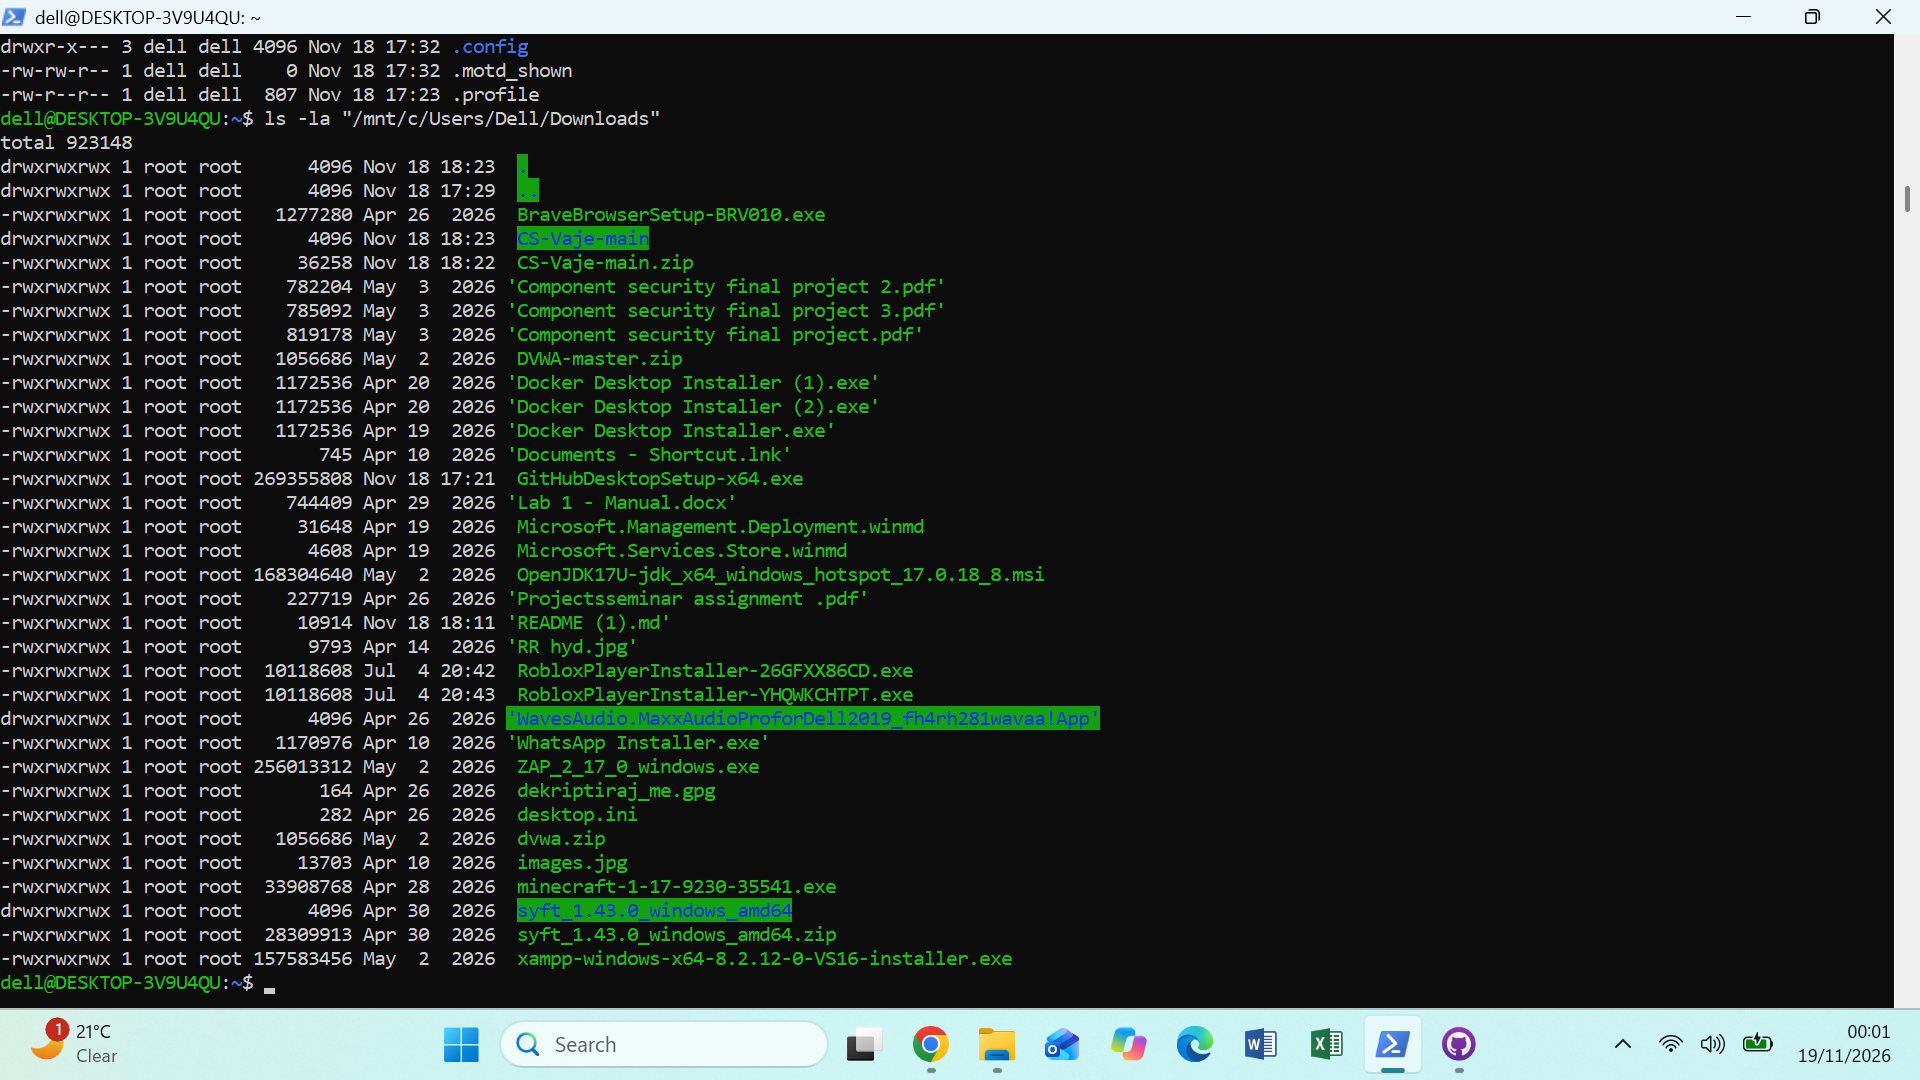 dell@DESKTOP-3V9U4QU: ~
drwxr-x--- 3 dell dell 4096 Nov 18 17:32 .config
-rw-rw-r-- 1 dell dell    0 Nov 18 17:32 .motd_shown
-rw-r--r-- 1 dell dell  807 Nov 18 17:23 .profile
dell@DESKTOP-3V9U4QU:~$ ls -la "/mnt/c/Users/Dell/Downloads"
total 923148
drwxrwxrwx 1 root root      4096 Nov 18 18:23  .
drwxrwxrwx 1 root root      4096 Nov 18 17:29  ..
-rwxrwxrwx 1 root root   1277280 Apr 26  2026  BraveBrowserSetup-BRV010.exe
drwxrwxrwx 1 root root      4096 Nov 18 18:23  CS-Vaje-main
-rwxrwxrwx 1 root root     36258 Nov 18 18:22  CS-Vaje-main.zip
-rwxrwxrwx 1 root root    782204 May  3  2026 'Component security final project 2.pdf'
-rwxrwxrwx 1 root root    785092 May  3  2026 'Component security final project 3.pdf'
-rwxrwxrwx 1 root root    819178 May  3  2026 'Component security final project.pdf'
-rwxrwxrwx 1 root root   1056686 May  2  2026  DVWA-master.zip
-rwxrwxrwx 1 root root   1172536 Apr 20  2026 'Docker Desktop Installer (1).exe'
-rwxrwxrwx 1 root root   1172536 Apr 20  2026 'Docker Desktop Installer (2).exe'
-rwxrwxrwx 1 root root   1172536 Apr 19  2026 'Docker Desktop Installer.exe'
-rwxrwxrwx 1 root root       745 Apr 10  2026 'Documents - Shortcut.lnk'
-rwxrwxrwx 1 root root 269355808 Nov 18 17:21  GitHubDesktopSetup-x64.exe
-rwxrwxrwx 1 root root    744409 Apr 29  2026 'Lab 1 - Manual.docx'
-rwxrwxrwx 1 root root     31648 Apr 19  2026  Microsoft.Management.Deployment.winmd
-rwxrwxrwx 1 root root      4608 Apr 19  2026  Microsoft.Services.Store.winmd
-rwxrwxrwx 1 root root 168304640 May  2  2026  OpenJDK17U-jdk_x64_windows_hotspot_17.0.18_8.msi
-rwxrwxrwx 1 root root    227719 Apr 26  2026 'Projectsseminar assignment .pdf'
-rwxrwxrwx 1 root root     10914 Nov 18 18:11 'README (1).md'
-rwxrwxrwx 1 root root      9793 Apr 14  2026 'RR hyd.jpg'
-rwxrwxrwx 1 root root  10118608 Jul  4 20:42  RobloxPlayerInstaller-26GFXX86CD.exe
-rwxrwxrwx 1 root root  10118608 Jul  4 20:43  RobloxPlayerInstaller-YHQWKCHTPT.exe
drwxrwxrwx 1 root root      4096 Apr 26  2026 'WavesAudio.MaxxAudioProforDell2019_fh4rh281wavaa!App'
-rwxrwxrwx 1 root root   1170976 Apr 10  2026 'WhatsApp Installer.exe'
-rwxrwxrwx 1 root root 256013312 May  2  2026  ZAP_2_17_0_windows.exe
-rwxrwxrwx 1 root root       164 Apr 26  2026  dekriptiraj_me.gpg
-rwxrwxrwx 1 root root       282 Apr 26  2026  desktop.ini
-rwxrwxrwx 1 root root   1056686 May  2  2026  dvwa.zip
-rwxrwxrwx 1 root root     13703 Apr 10  2026  images.jpg
-rwxrwxrwx 1 root root  33908768 Apr 28  2026  minecraft-1-17-9230-35541.exe
drwxrwxrwx 1 root root      4096 Apr 30  2026  syft_1.43.0_windows_amd64
-rwxrwxrwx 1 root root  28309913 Apr 30  2026  syft_1.43.0_windows_amd64.zip
-rwxrwxrwx 1 root root 157583456 May  2  2026  xampp-windows-x64-8.2.12-0-VS16-installer.exe
dell@DESKTOP-3V9U4QU:~$
1
21°C
Clear
Search
00:01
19/11/2026